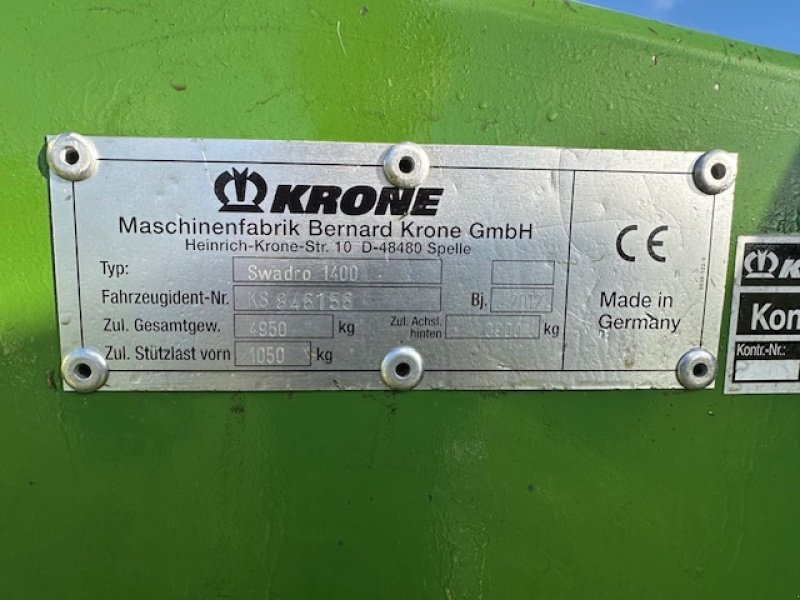 KRONE
Maschinenfabrik Bernard Krone GmbH
Heinrich-Krone-Str. 10 D-48480 Spelle
Typ: Swadro 1400
Fahrzeugident-Nr. KS 846156 Bj. 2012
Zul. Gesamtgew. 4950 kg Zul. Achsl. hinten kg
Zul. Stützlast vorn 1050 kg
CE
Made in
Germany
K
Kon
Kontr.-Nr.: